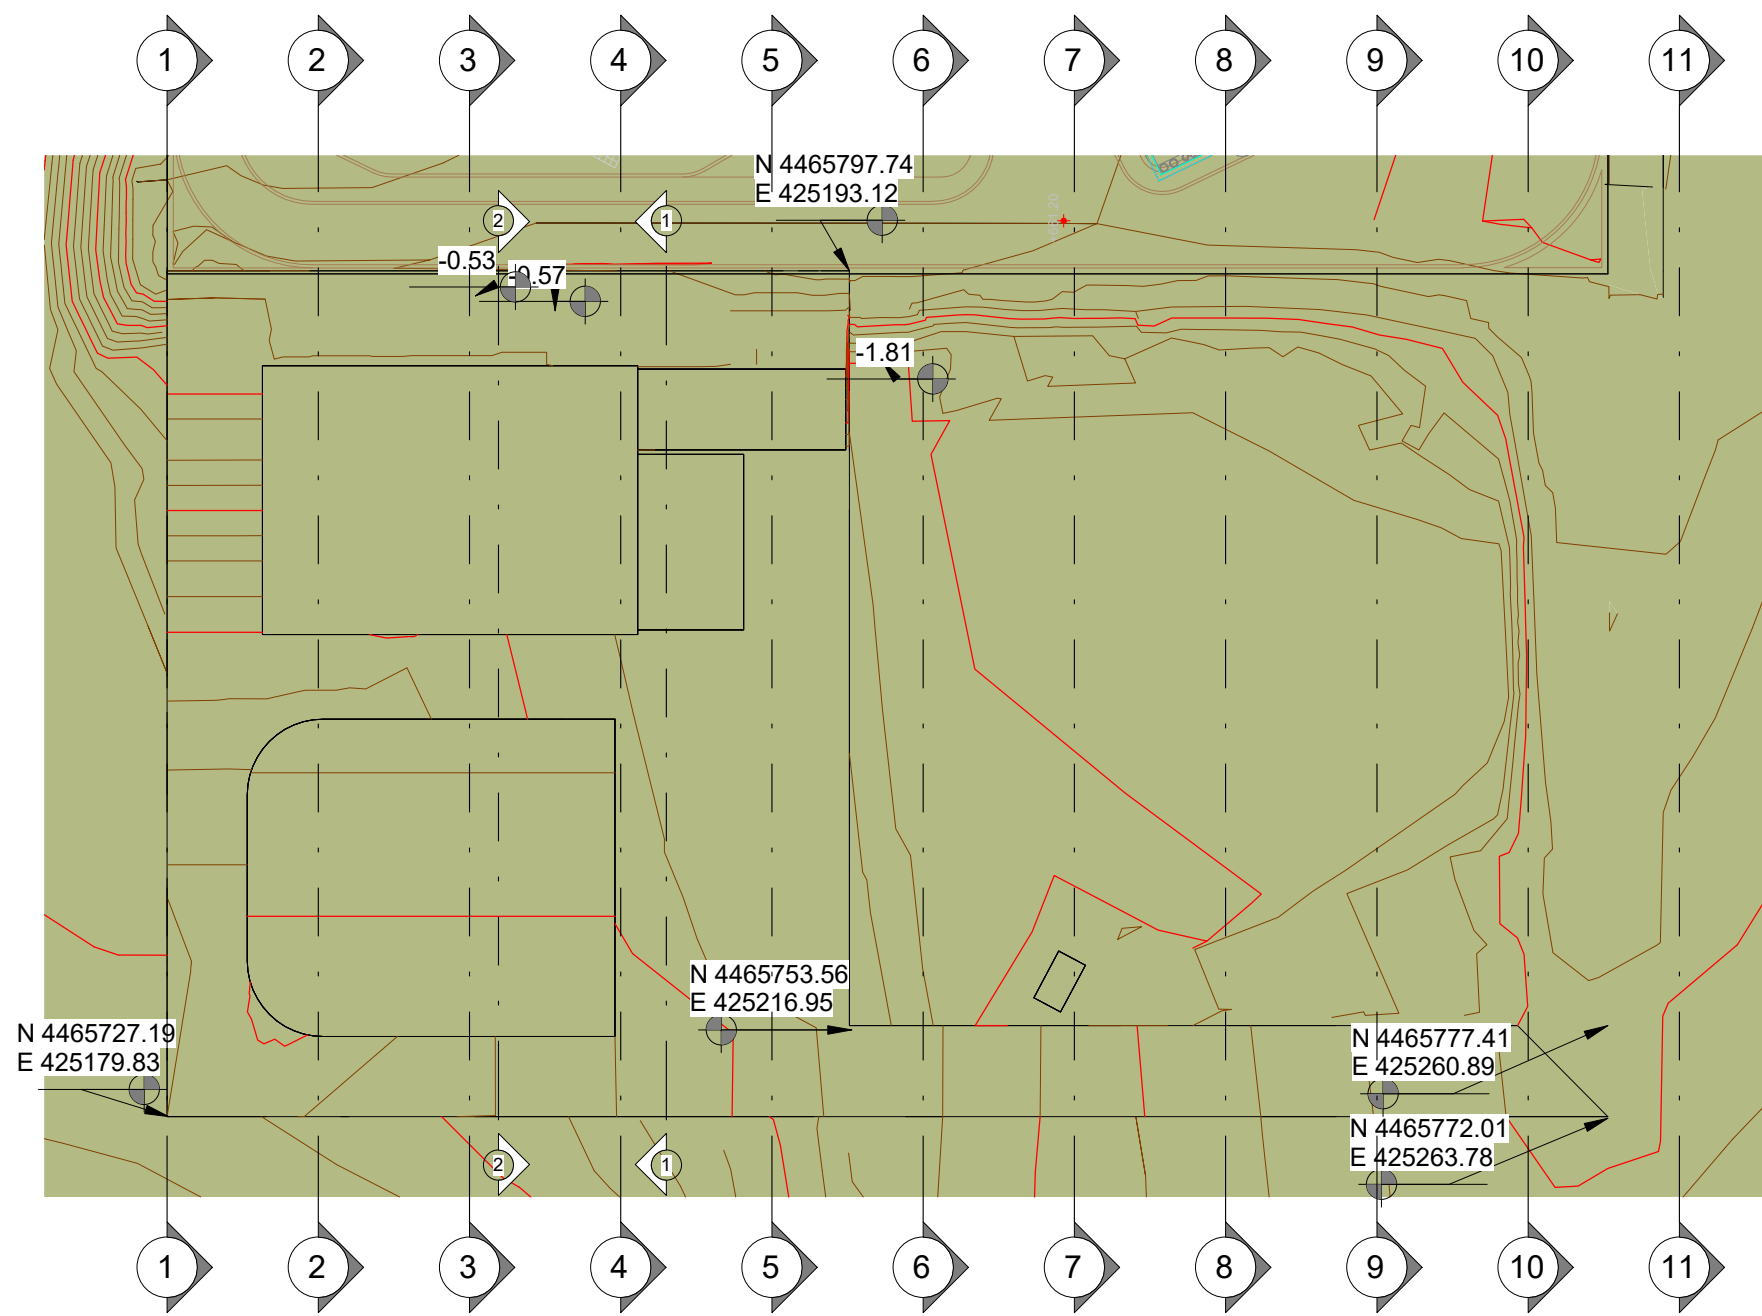 1 2 3 4 5 6 7 8 9 10 11
N 4465797.74
E 425193.12
2 1
-0.53
-0.57
-1.81
N 4465753.56
E 425216.95
N 4465727.19
E 425179.83
N 4465777.41
E 425260.89
N 4465772.01
E 425263.78
2 1
1 2 3 4 5 6 7 8 9 10 11